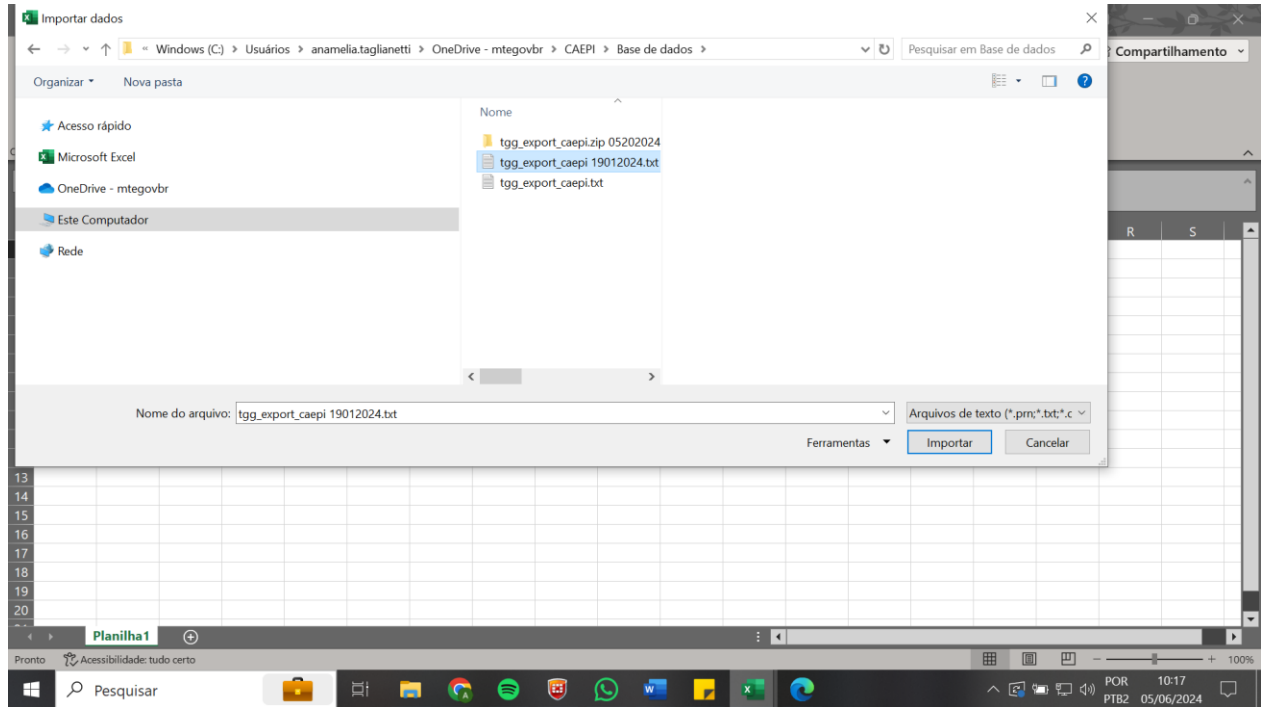 Importar dados
« Windows (C:) > Usuários > anamelia.taglianetti > OneDrive - mtegovbr > CAEPI > Base de dados >
Pesquisar em Base de dados
Compartilhamento
Organizar
Nova pasta
Nome
Acesso rápido
Microsoft Excel
OneDrive - mtegovbr
Este Computador
Rede
tgg_export_caepi.zip 05202024
tgg_export_caepi 19012024.txt
tgg_export_caepi.txt
R S
Nome do arquivo: tgg_export_caepi 19012024.txt
Arquivos de texto (*.prn;*.txt;*.c
Ferramentas
Importar
Cancelar
13
14
15
16
17
18
19
20
Planilha1
Pronto
Acessibilidade: tudo certo
100%
Pesquisar
POR
PTB2
10:17
05/06/2024